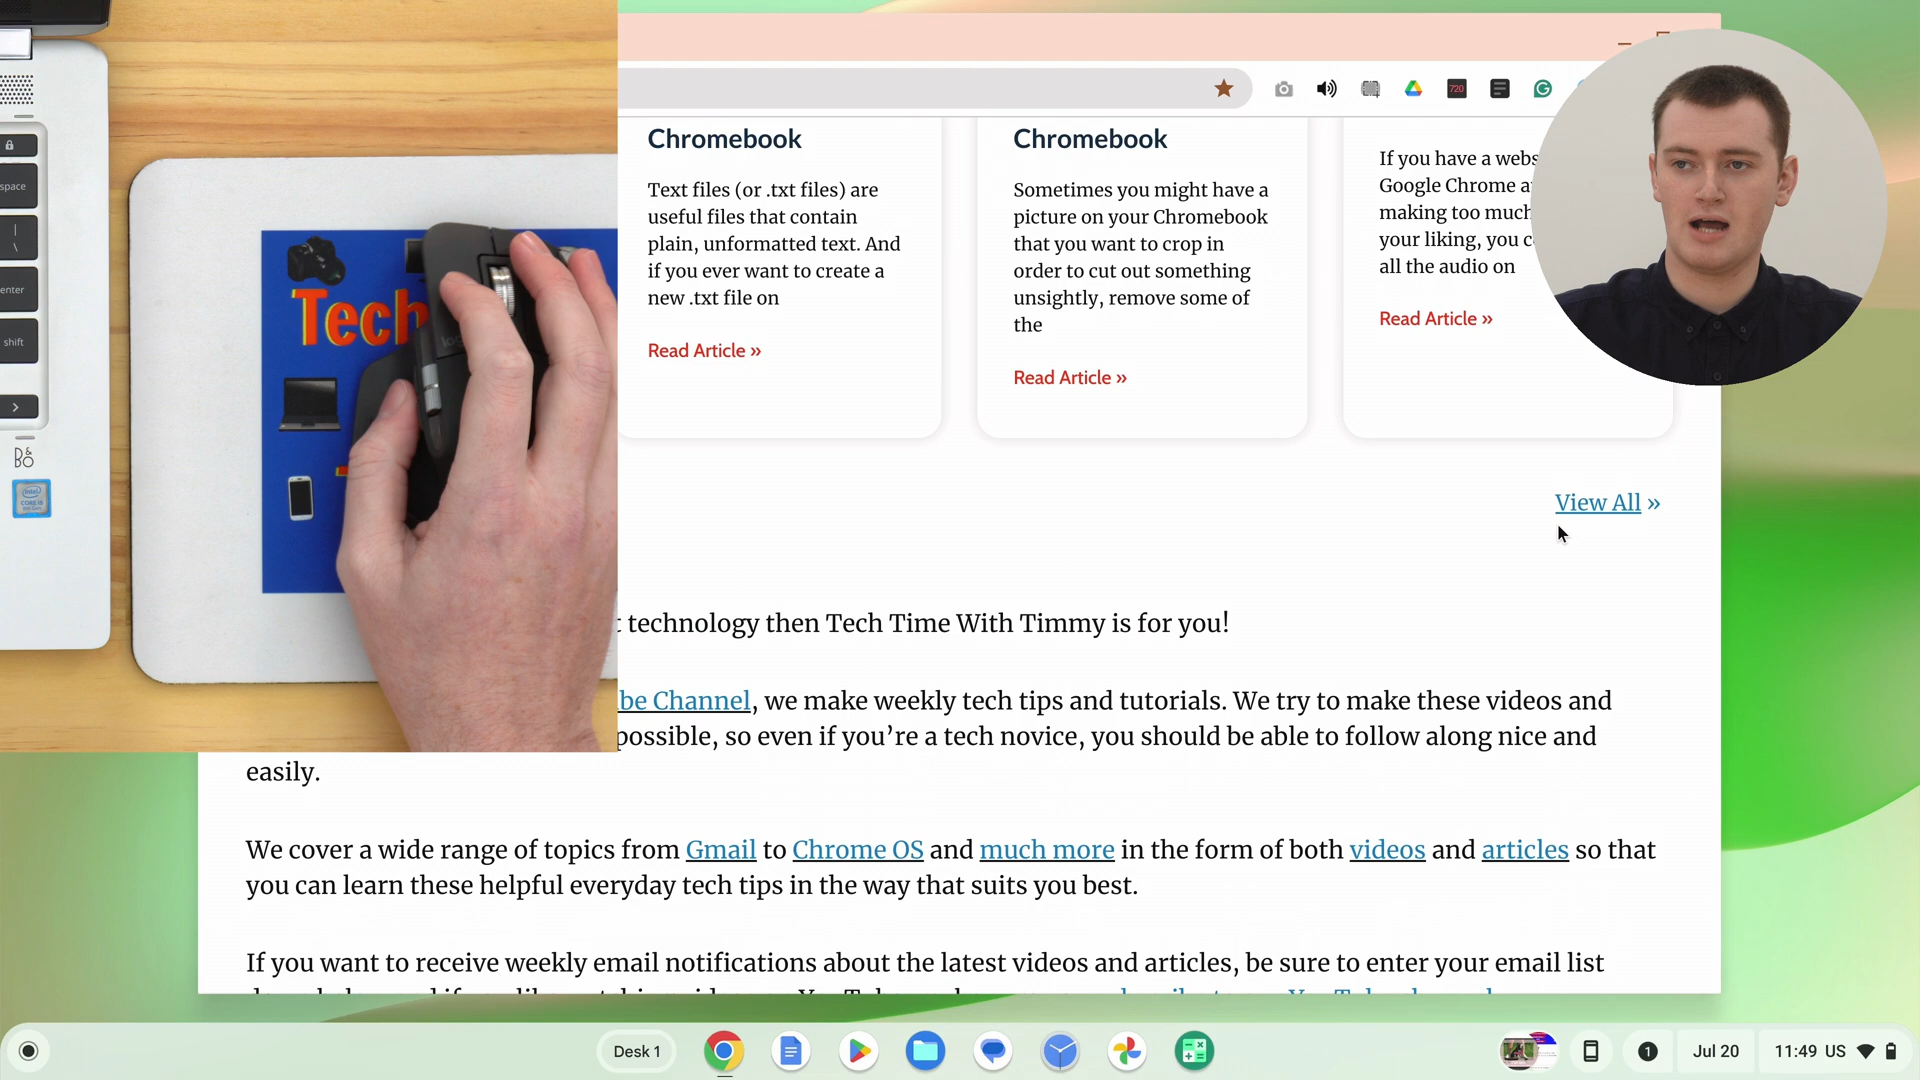 space
|
\
enter
shift
>
B&O
intel
CORE i5
Tech
720
Chromebook
Text files (or .txt files) are
useful files that contain
plain, unformatted text. And
if you ever want to create a
new .txt file on
Read Article »
Chromebook
Sometimes you might have a
picture on your Chromebook
that you want to crop in
order to cut out something
unsightly, remove some of
the
Read Article »
If you have a webs
Google Chrome a
making too much
your liking, you c
all the audio on
Read Article »
View All »
technology then Tech Time With Timmy is for you!
be Channel, we make weekly tech tips and tutorials. We try to make these videos and
possible, so even if you’re a tech novice, you should be able to follow along nice and
easily.
We cover a wide range of topics from Gmail to Chrome OS and much more in the form of both videos and articles so that
you can learn these helpful everyday tech tips in the way that suits you best.
If you want to receive weekly email notifications about the latest videos and articles, be sure to enter your email list
Desk 1
1
Jul 20
11:49 US